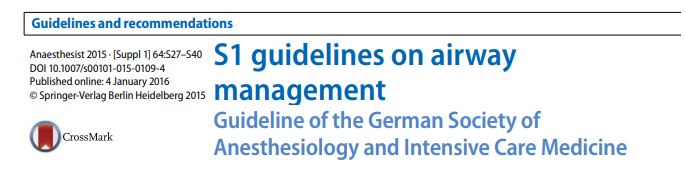 Guidelines and recommendations
Anaesthesist 2015 · [Suppl 1] 64:S27–S40
DOI 10.1007/s00101-015-0109-4
Published online: 4 January 2016
© Springer-Verlag Berlin Heidelberg 2015
CrossMark
S1 guidelines on airway
management
Guideline of the German Society of
Anesthesiology and Intensive Care Medicine